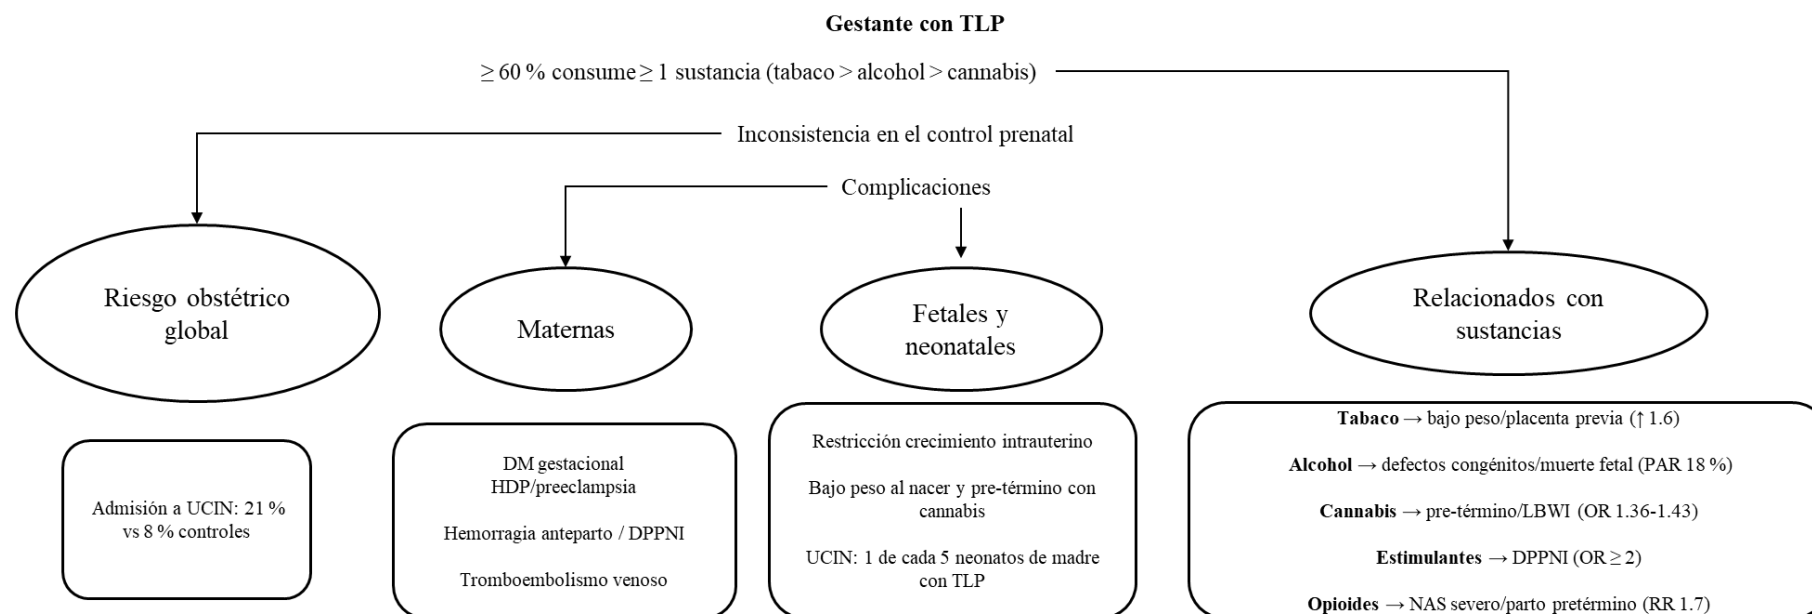 Gestante con TLP
≥ 60 % consume ≥ 1 sustancia (tabaco > alcohol > cannabis)
Inconsistencia en el control prenatal
Complicaciones
Riesgo obstétrico
global
Maternas
Fetales y
neonatales
Relacionados con
sustancias
Admisión a UCIN: 21 %
vs 8 % controles
DM gestacional
HDP/preeclampsia
Hemorragia anteparto / DPPNI
Tromboembolismo venoso
Restricción crecimiento intrauterino
Bajo peso al nacer y pre-término con
cannabis
UCIN: 1 de cada 5 neonatos de madre
con TLP
Tabaco → bajo peso/placenta previa (↑ 1.6)
Alcohol → defectos congénitos/muerte fetal (PAR 18 %)
Cannabis → pre-término/LBWI (OR 1.36-1.43)
Estimulantes → DPPNI (OR ≥ 2)
Opioides → NAS severo/parto pretérmino (RR 1.7)